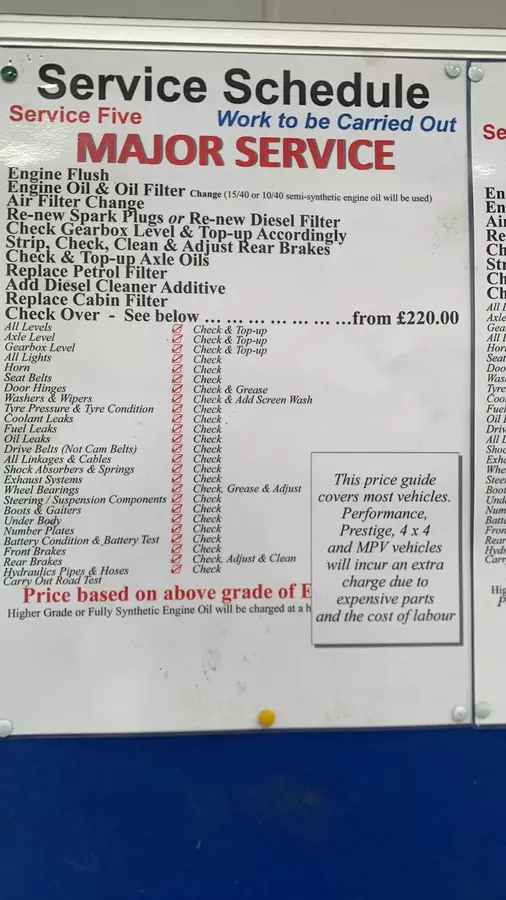 Service Schedule
Service Five
Work to be Carried Out
MAJOR SERVICE
Engine Flush
Engine Oil & Oil Filter Change (15/40 or 10/40 semi-synthetic engine oil will be used)
Air Filter Change
Re-new Spark Plugs or Re-new Diesel Filter
Check Gearbox Level & Top-up Accordingly
Strip, Check, Clean & Adjust Rear Brakes
Check & Top-up Axle Oils
Replace Petrol Filter
Add Diesel Cleaner Additive
Replace Cabin Filter
Check Over - See below ... ... ... ... ... ... ...from £220.00
All Levels Check & Top-up
Axle Level Check & Top-up
Gearbox Level Check & Top-up
All Lights Check
Horn Check
Seat Belts Check
Door Hinges Check & Grease
Washers & Wipers Check & Add Screen Wash
Tyre Pressure & Tyre Condition Check
Coolant Leaks Check
Fuel Leaks Check
Oil Leaks Check
Drive Belts (Not Cam Belts) Check
All Linkages & Cables Check
Shock Absorbers & Springs Check
Exhaust Systems Check
Wheel Bearings Check, Grease & Adjust
Steering / Suspension Components Check
Boots & Gaiters Check
Under Body Check
Number Plates Check
Battery Condition & Battery Test Check
Front Brakes Check
Rear Brakes Check, Adjust & Clean
Hydraulics Pipes & Hoses Check
Carry Out Road Test
Price based on above grade of E
Higher Grade or Fully Synthetic Engine Oil will be charged at a h
This price guide
covers most vehicles.
Performance,
Prestige, 4 x 4
and MPV vehicles
will incur an extra
charge due to
expensive parts
and the cost of labour